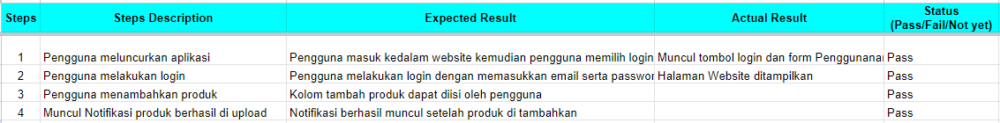 Steps Steps Description Expected Result Actual Result Status
(Pass/Fail/Not yet)
1 Pengguna meluncurkan aplikasi Pengguna masuk kedalam website kemudian pengguna memilih login Muncul tombol login dan form Penggunanan Pass
2 Pengguna melakukan login Pengguna melakukan login dengan memasukkan email serta passwor Halaman Website ditampilkan Pass
3 Pengguna menambahkan produk Kolom tambah produk dapat diisi oleh pengguna Pass
4 Muncul Notifikasi produk berhasil di upload Notifikasi berhasil muncul setelah produk di tambahkan Pass